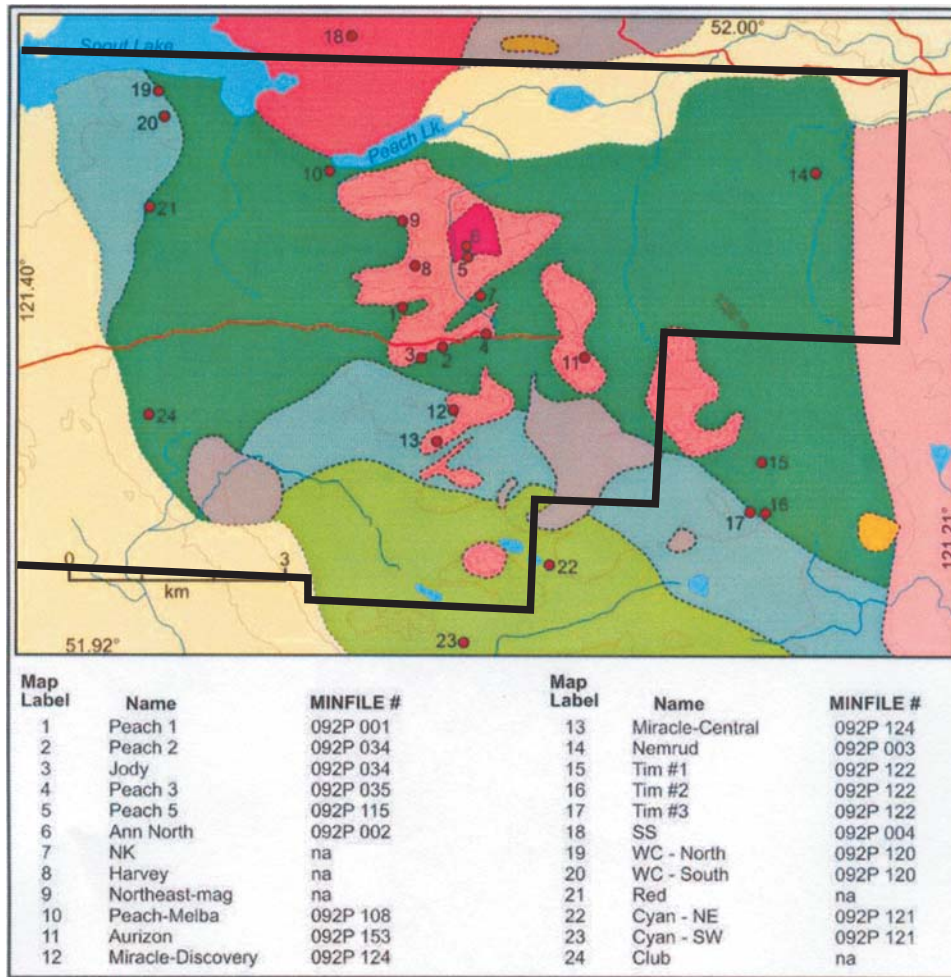 18
52.00°
Spout Lake
19
20
Peach Lk.
10
14
21
9
6
5
8
7
121.40°
1
4
2
3
11
12
24
13
15
16
17
0
3
km
22
121.21°
23
51.92°
Map Label Name MINFILE #
1 Peach 1 092P 001
2 Peach 2 092P 034
3 Jody 092P 034
4 Peach 3 092P 035
5 Peach 5 092P 115
6 Ann North 092P 002
7 NK na
8 Harvey na
9 Northeast-mag na
10 Peach-Melba 092P 108
11 Aurizon 092P 153
12 Miracle-Discovery 092P 124
Map Label Name MINFILE #
13 Miracle-Central 092P 124
14 Nemrud 092P 003
15 Tim #1 092P 122
16 Tim #2 092P 122
17 Tim #3 092P 122
18 SS 092P 004
19 WC - North 092P 120
20 WC - South 092P 120
21 Red na
22 Cyan - NE 092P 121
23 Cyan - SW 092P 121
24 Club na